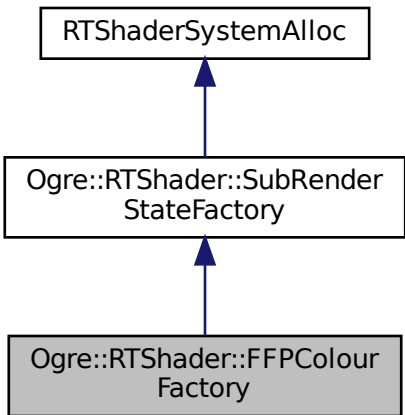 RTShaderSystemAlloc
Ogre::RTShader::SubRender
StateFactory
Ogre::RTShader::FFPColour
Factory